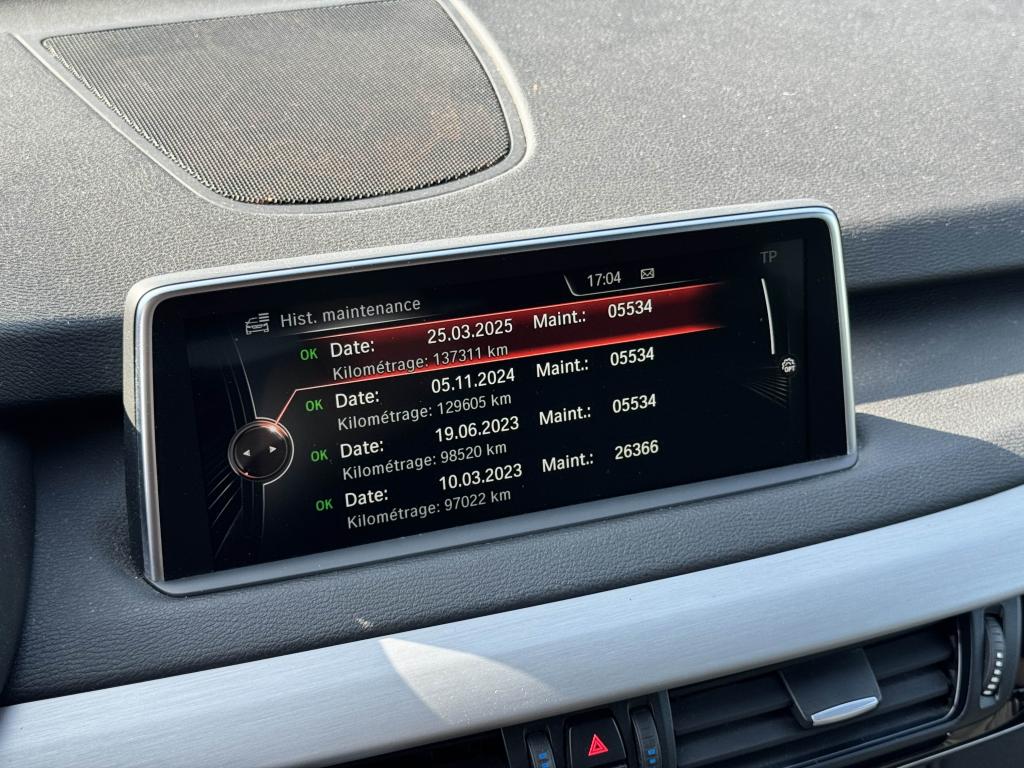 17:04
TP
Hist. maintenance
OK Date: 25.03.2025 Maint.: 05534
Kilométrage: 137311 km
OK Date: 05.11.2024 Maint.: 05534
Kilométrage: 129605 km
OK Date: 19.06.2023 Maint.: 05534
Kilométrage: 98520 km
OK Date: 10.03.2023 Maint.: 26366
Kilométrage: 97022 km
OPT